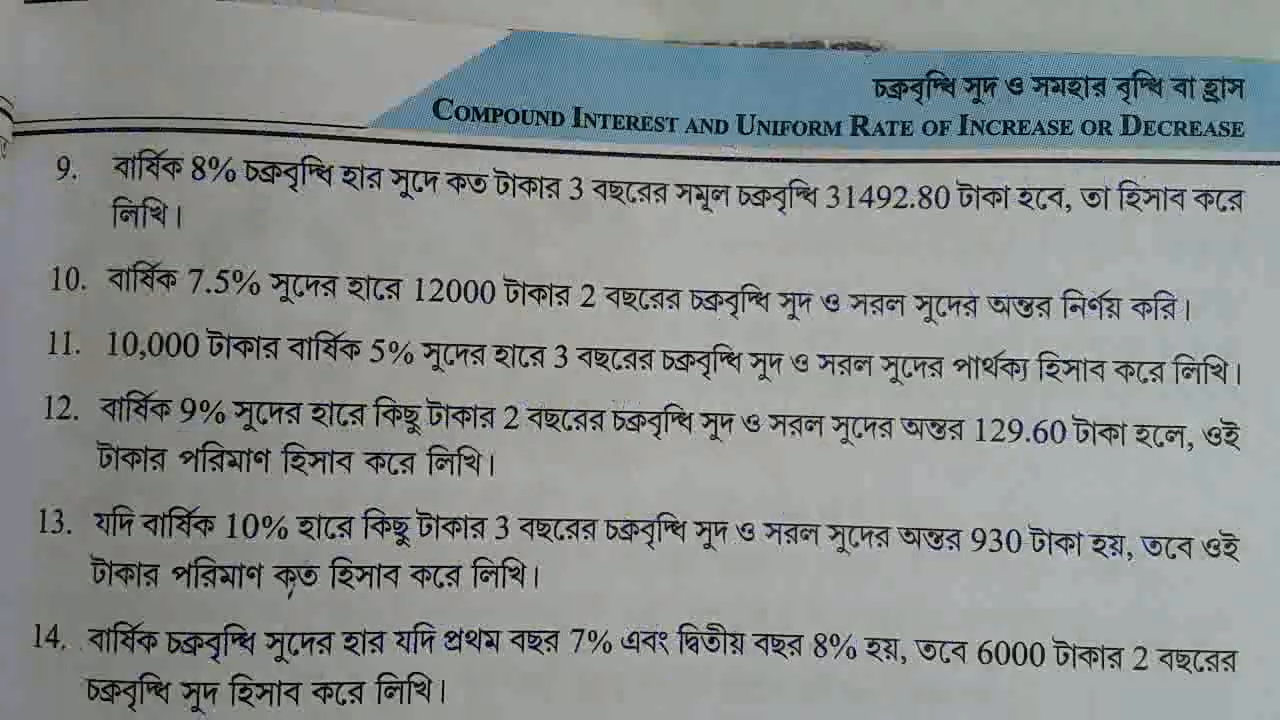 চক্রবৃদ্ধি সুদ ও সমহার বৃদ্ধি বা হ্রাস
COMPOUND INTEREST AND UNIFORM RATE OF INCREASE OR DECREASE
9. বার্ষিক 8% চক্রবৃদ্ধি হার সুদে কত টাকার 3 বছরের সমূল চক্রবৃদ্ধি 31492.80 টাকা হবে, তা হিসাব করে
লিখি।
10. বার্ষিক 7.5% সুদের হারে 12000 টাকার 2 বছরের চক্রবৃদ্ধি সুদ ও সরল সুদের অন্তর নির্ণয় করি।
11. 10,000 টাকার বার্ষিক 5% সুদের হারে 3 বছরের চক্রবৃদ্ধি সুদ ও সরল সুদের পার্থক্য হিসাব করে লিখি।
12. বার্ষিক 9% সুদের হারে কিছু টাকার 2 বছরের চক্রবৃদ্ধি সুদ ও সরল সুদের অন্তর 129.60 টাকা হলে, ওই
টাকার পরিমাণ হিসাব করে লিখি।
13. যদি বার্ষিক 10% হারে কিছু টাকার 3 বছরের চক্রবৃদ্ধি সুদ ও সরল সুদের অন্তর 930 টাকা হয়, তবে ওই
টাকার পরিমাণ কত হিসাব করে লিখি।
14. বার্ষিক চক্রবৃদ্ধি সুদের হার যদি প্রথম বছর 7% এবং দ্বিতীয় বছর 8% হয়, তবে 6000 টাকার 2 বছরের
চক্রবৃদ্ধি সুদ হিসাব করে লিখি।